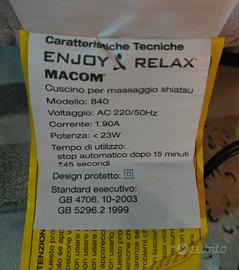 Caratteristiche Tecniche
ENJOY & RELAX
MACOM®
Cuscino per massaggio shiatsu
Modello: 840
Voltaggio: AC 220/50Hz
Corrente: 1.90A
Potenza: < 23W
Tempo di utilizzo:
stop automatico dopo 15 minuti
±45 secondi
Design protetto:
Standard esecutivo:
GB 4706. 10-2003
GB 5296.2 1999
subito